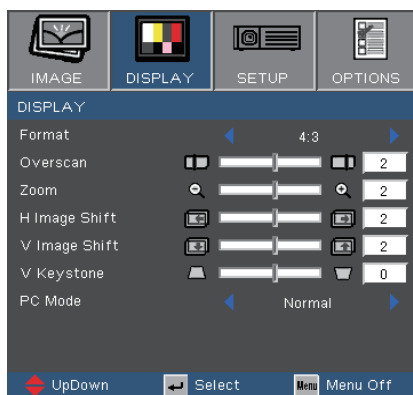 IMAGE DISPLAY SETUP OPTIONS
DISPLAY
Format 4:3
Overscan 2
Zoom 2
H Image Shift 2
V Image Shift 2
V Keystone 0
PC Mode Normal
UpDown Select Menu Menu Off